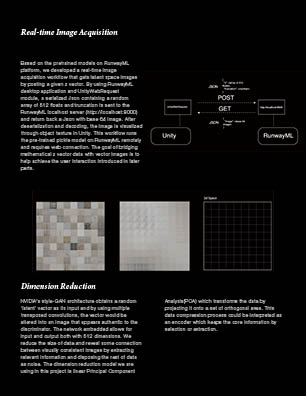 Real-time Image Acquisition
Based on the pretrained models on RunwayML
platform, we developed a real-time image
acquisition workflow that gets latent space images
by posting a given z vector. By using RunwayML
desktop application and UnityWebRequest
module, a serialized Json containing a random
array of 512 floats and truncation is sent to the
RunwayML localhost server (http://localhost:8000)
and return back a Json with base 64 image. After
deserialization and decoding, the image is visualized
through object texture in Unity. This workflow runs
the pre-trained pickle model on RunwayML remotely
and requires web connection. The goal of bridging
mathematical z vector data with vector images is to
help achieve the user interaction introduced in later
parts.
JSON
POST
GET
JSON
Unity
RunwayML
Dimension Reduction
NVIDIA's style-GAN architecture obtains a random
'latent' vector as its input and by using multiple
transposed convolutions, the vector would be
altered into an image that appears authentic to the
discriminator. The network embedded allows for
input and output both with 512 dimensions. We
reduce the size of data and reveal some connection
between visually consistent images by extracting
relevant information and disposing the rest of data
as noise. The dimension reduction model we are
using in this project is linear Principal Component
Analysis(PCA) which transforms the data by
projecting it onto a set of orthogonal axes. This
data compression process could be interpreted as
an encoder which keeps the core information by
selection or extraction.